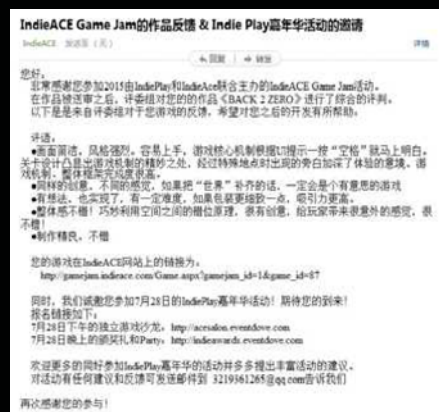 IndieACE Game Jam的作品反馈 & Indie Play嘉年华活动的邀请
IndieACE 发送至（无） 详情
回复 转发
您好,
非常感谢您参加2015由IndiePlay和IndieAce联合主办的IndieACE Game Jam活动。
在作品被送审之后，评委组对您的的作品《BACK 2 ZERO》进行了综合的评判。
以下是是来自评委组对于您游戏的反馈，希望对您之后的开发有所帮助。
评语：
●画面简洁，风格强烈。容易上手，游戏核心机制根据UI提示一按“空格”就马上明白。
关卡设计凸显出游戏机制的精妙之处，经过特殊地点时出现的旁白加深了体验的意境。游
戏机制、整体框架完成度很高。
●同样的创意，不同的感觉，如果把“世界”补齐的话，一定会是个有意思的游戏
●有想法，也实现了，有一定难度，如果包装更细致一点，吸引力更高。
●整体感不错！巧妙利用空间之间的错位原理，很有创意，给玩家带来很意外的感觉，很
不错！
●制作精良，不错
您的游戏在IndieACE网站上的链接为：
http://gamejam.indieace.com/Game.aspx?gamejam_id=1&game_id=87
同时，我们诚邀您参加7月28日的IndiePlay嘉年华活动！期待您的到来！
报名链接如下：
7月28日下午的独立游戏沙龙：http://acesalon.eventdove.com
7月28日晚上的颁奖礼和Party：http://indieawards.eventdove.com
欢迎更多的同好参加IndiePlay嘉年华的活动并多多提出丰富活动的建议。
对活动有任何建议和反馈可发送邮件到 3219361265@qq.com告诉我们
再次感谢您的参与！